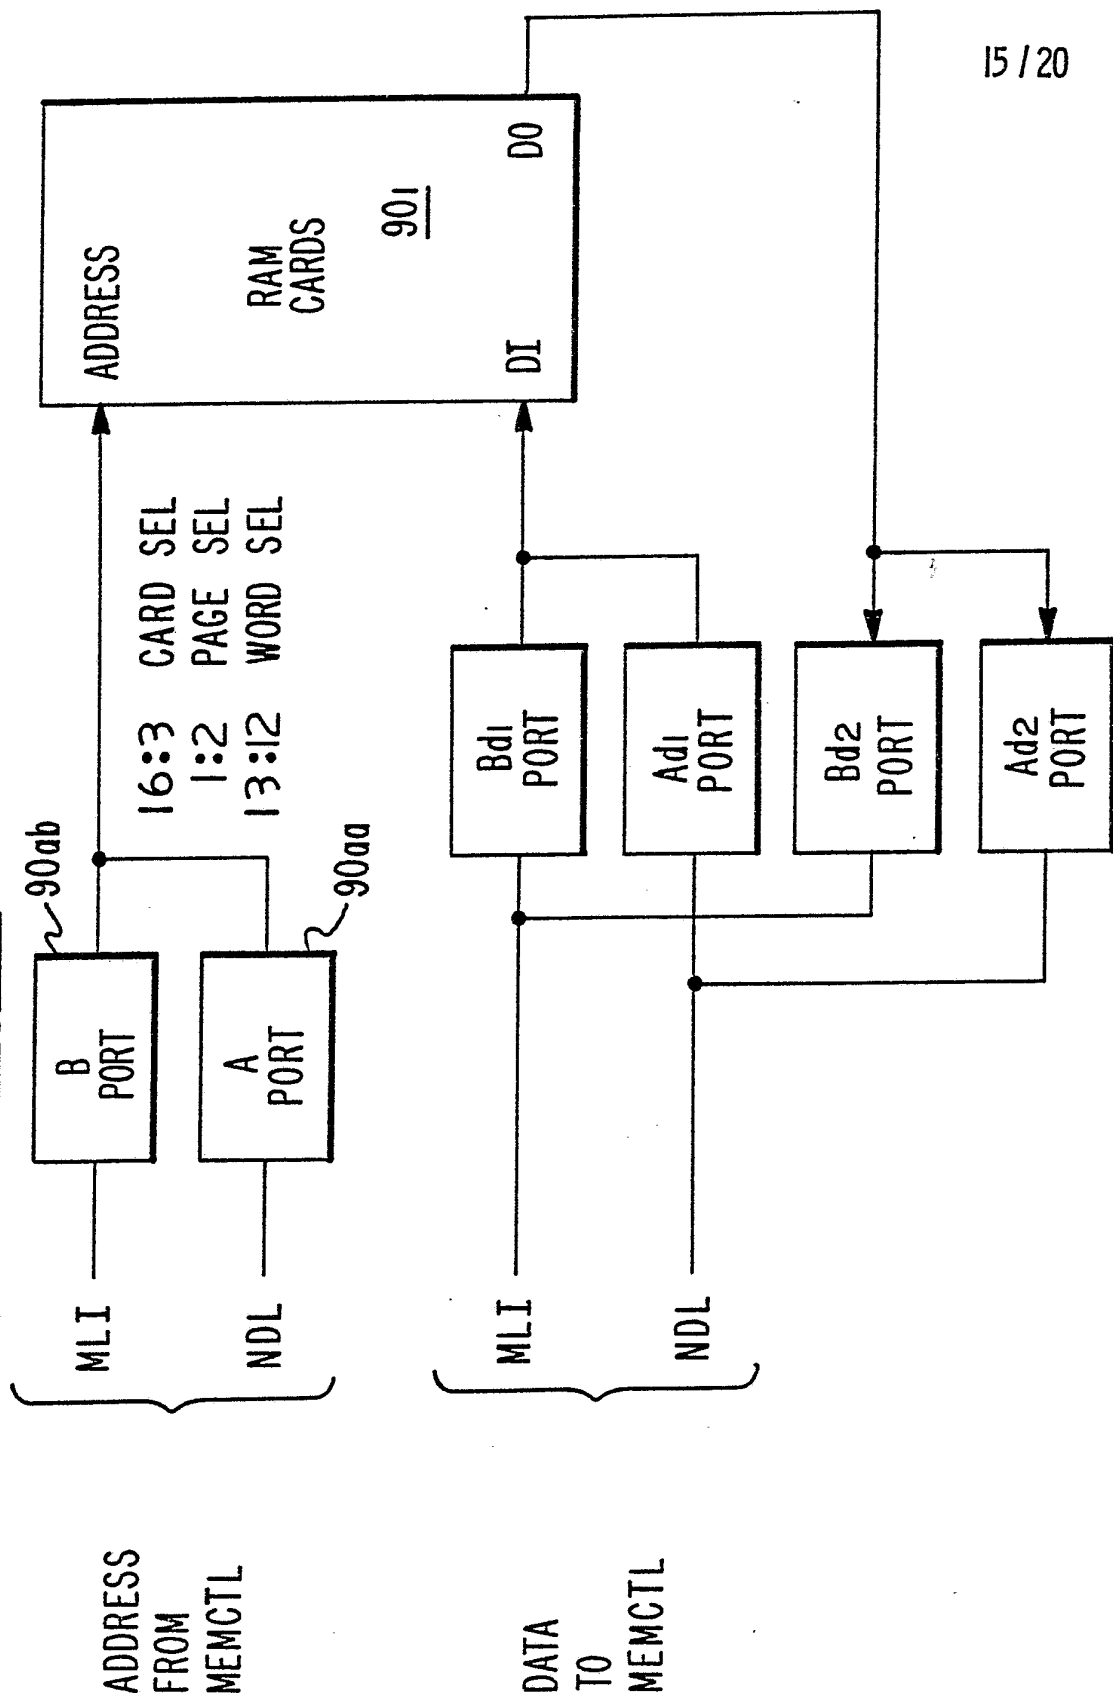 15/20
ADDRESS
FROM
MEMCTL
MLI
NDL
B
PORT
90ab
A
PORT
90aa
16:3 CARD SEL
1:2 PAGE SEL
13:12 WORD SEL
ADDRESS
RAM
CARDS
901
DI
DO
DATA
TO
MEMCTL
MLI
NDL
Bd1
PORT
Ad1
PORT
Bd2
PORT
Ad2
PORT